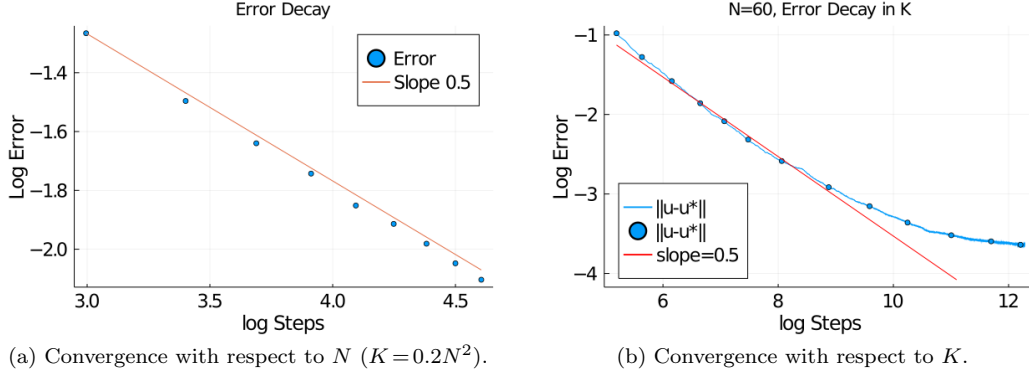 Error Decay
Error
Slope 0.5
−1.4
−1.6
−1.8
−2.0
Log Error
3.0
3.5
4.0
4.5
log Steps
(a) Convergence with respect to N (K=0.2N²).
N=60, Error Decay in K
−1
−2
−3
−4
Log Error
||u-u*||
||u-u*||
slope=0.5
6
8
10
12
log Steps
(b) Convergence with respect to K.